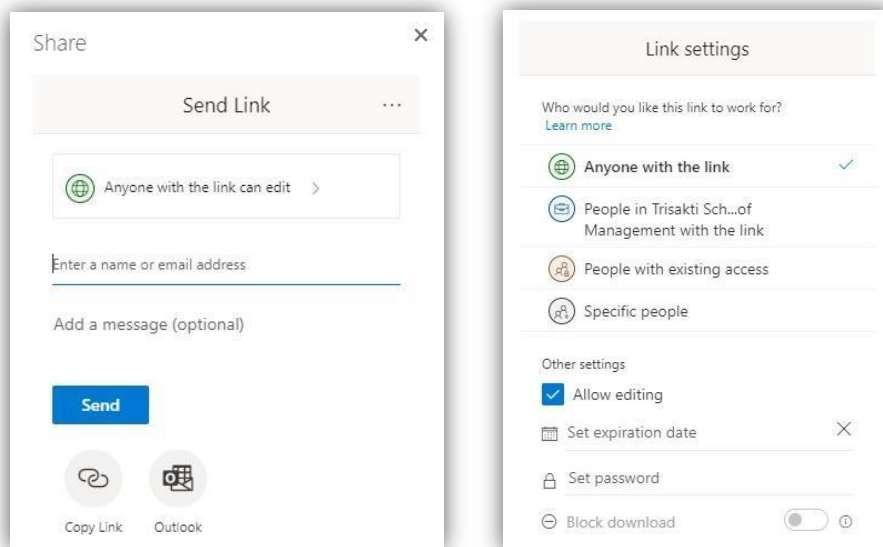 Share
Send Link
Anyone with the link can edit
Enter a name or email address
Add a message (optional)
Send
Copy Link
Outlook
Link settings
Who would you like this link to work for?
Learn more
Anyone with the link
People in Trisakti Sch...of
Management with the link
People with existing access
Specific people
Other settings
Allow editing
Set expiration date
Set password
Block download